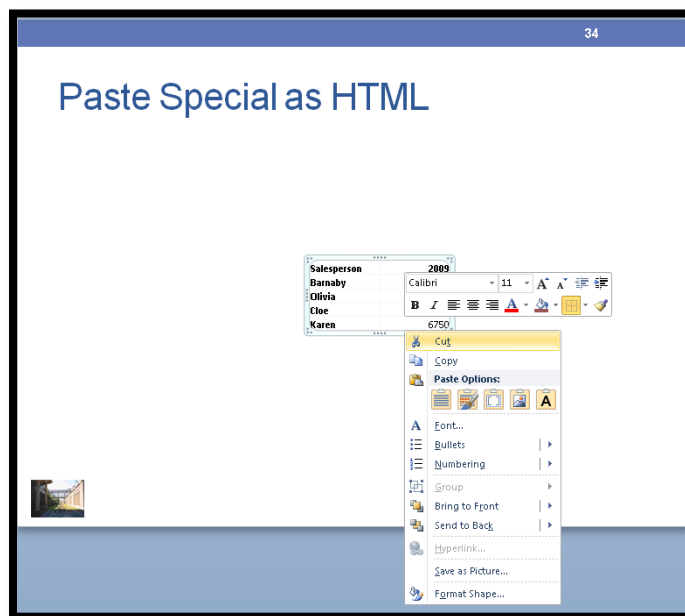 34
Paste Special as HTML
Salesperson 2009
Barnaby
Olivia
Cloe
Karen 6750
Calibri 11 A A
B I A
Cut
Copy
Paste Options:
A
Font...
Bullets
Numbering
Group
Bring to Front
Send to Back
Hyperlink...
Save as Picture...
Format Shape...